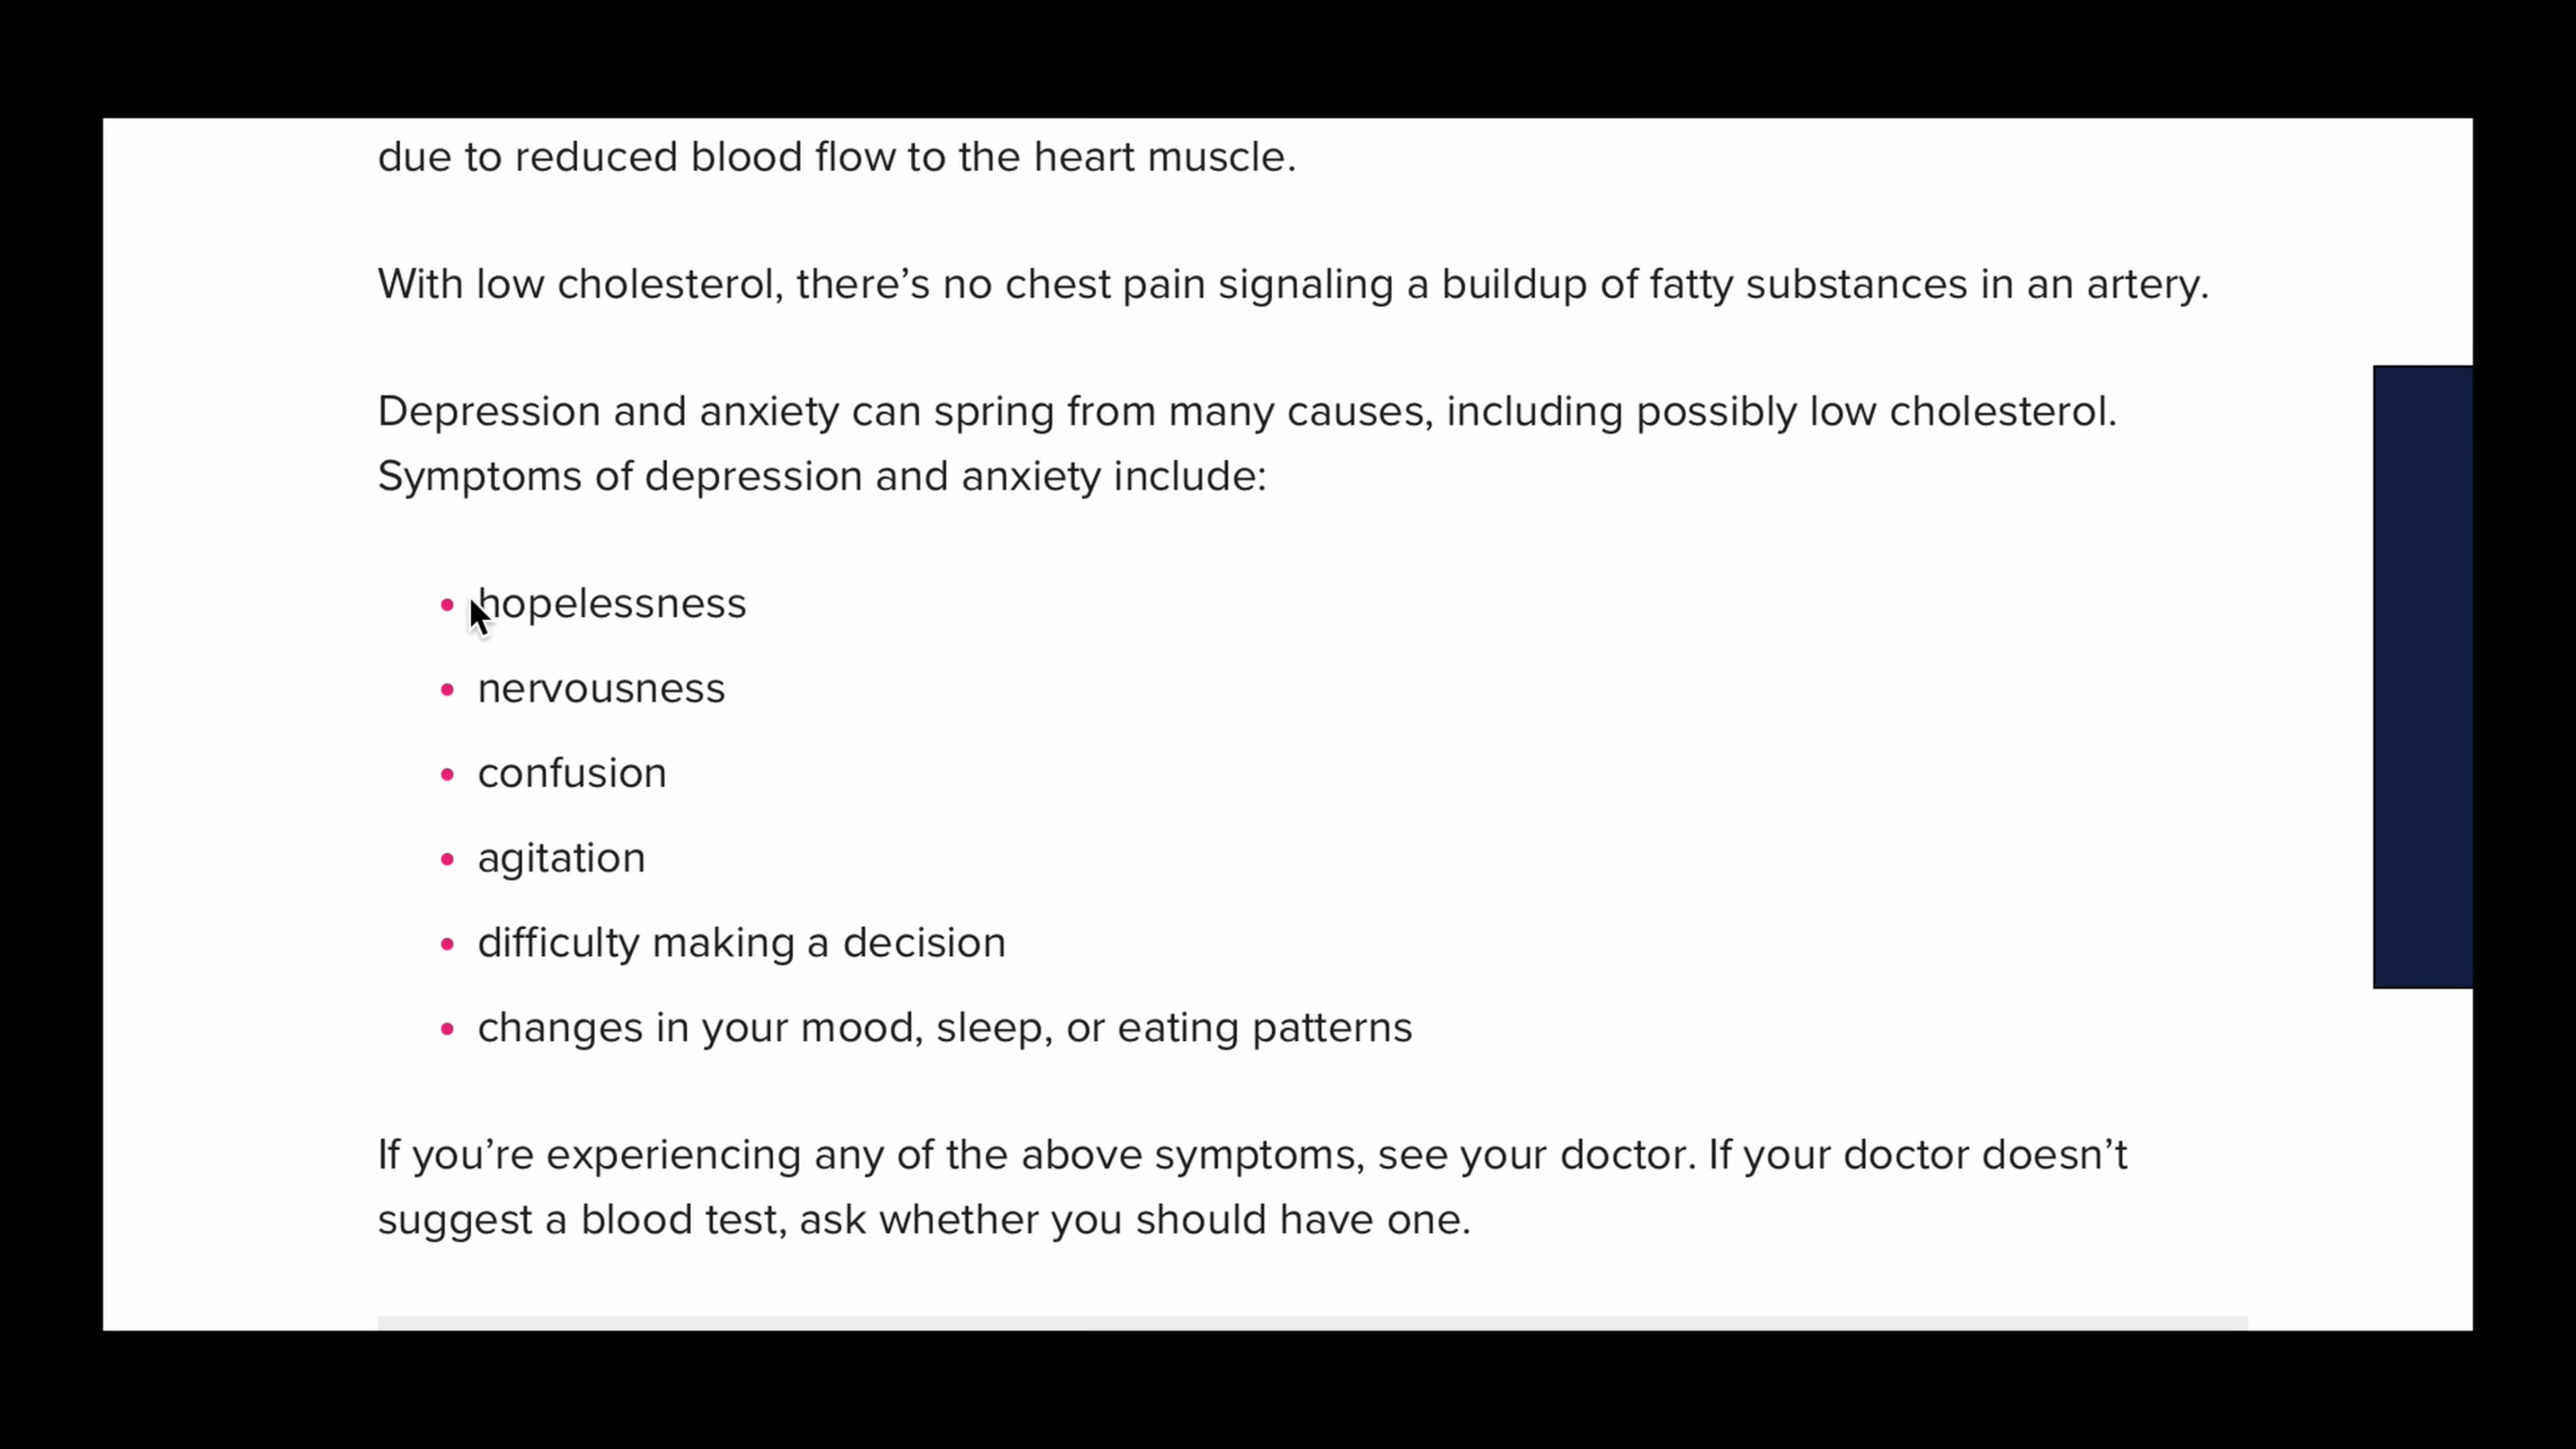 due to reduced blood flow to the heart muscle.
With low cholesterol, there’s no chest pain signaling a buildup of fatty substances in an artery.
Depression and anxiety can spring from many causes, including possibly low cholesterol.
Symptoms of depression and anxiety include:
• hopelessness
• nervousness
• confusion
• agitation
• difficulty making a decision
• changes in your mood, sleep, or eating patterns
If you’re experiencing any of the above symptoms, see your doctor. If your doctor doesn’t
suggest a blood test, ask whether you should have one.